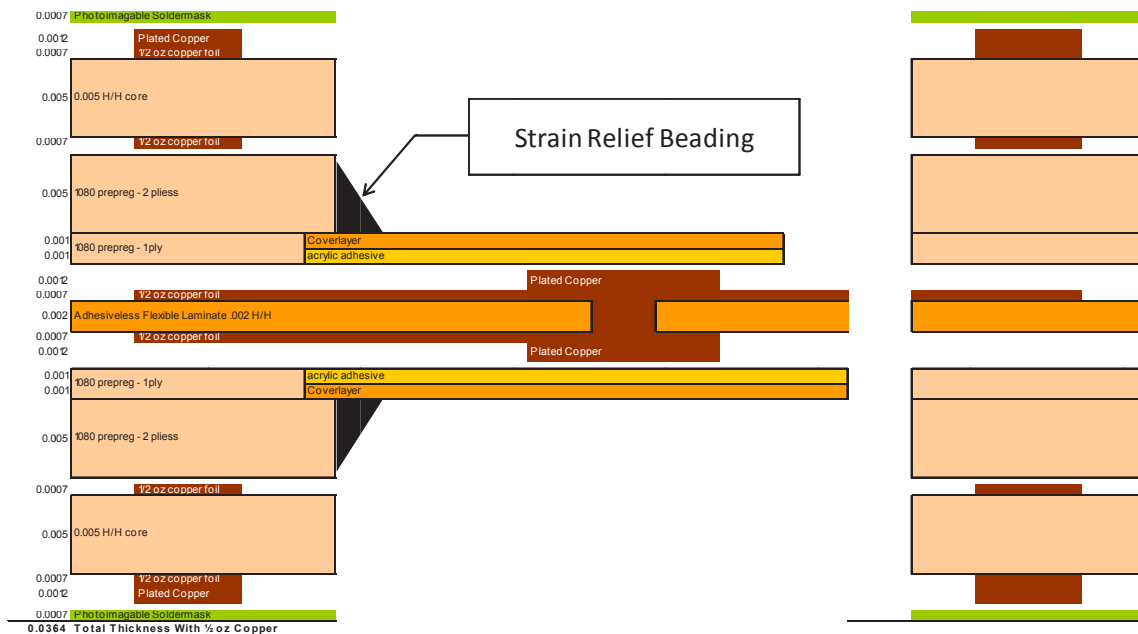 0.0007 Photoimagable Soldermask
0.0012 Plated Copper
0.0007 1/2 oz copper foil
0.005 0.005 H/H core
Strain Relief Beading
0.0007 1/2 oz copper foil
0.005 1080 prepreg - 2 pliess
0.001 Coverlayer
1080 prepreg - 1ply
0.001 acrylic adhesive
0.0012 Plated Copper
0.0007 1/2 oz copper foil
0.002 Adhesiveless Flexible Laminate .002 H/H
0.0007 1/2 oz copper foil
0.0012 Plated Copper
0.001 acrylic adhesive
1080 prepreg - 1ply
0.001 Coverlayer
0.005 1080 prepreg - 2 pliess
0.0007 1/2 oz copper foil
0.005 0.005 H/H core
0.0007 1/2 oz copper foil
0.0012 Plated Copper
0.0007 Photoimagable Soldermask
0.0364 Total Thickness With ½ oz Copper